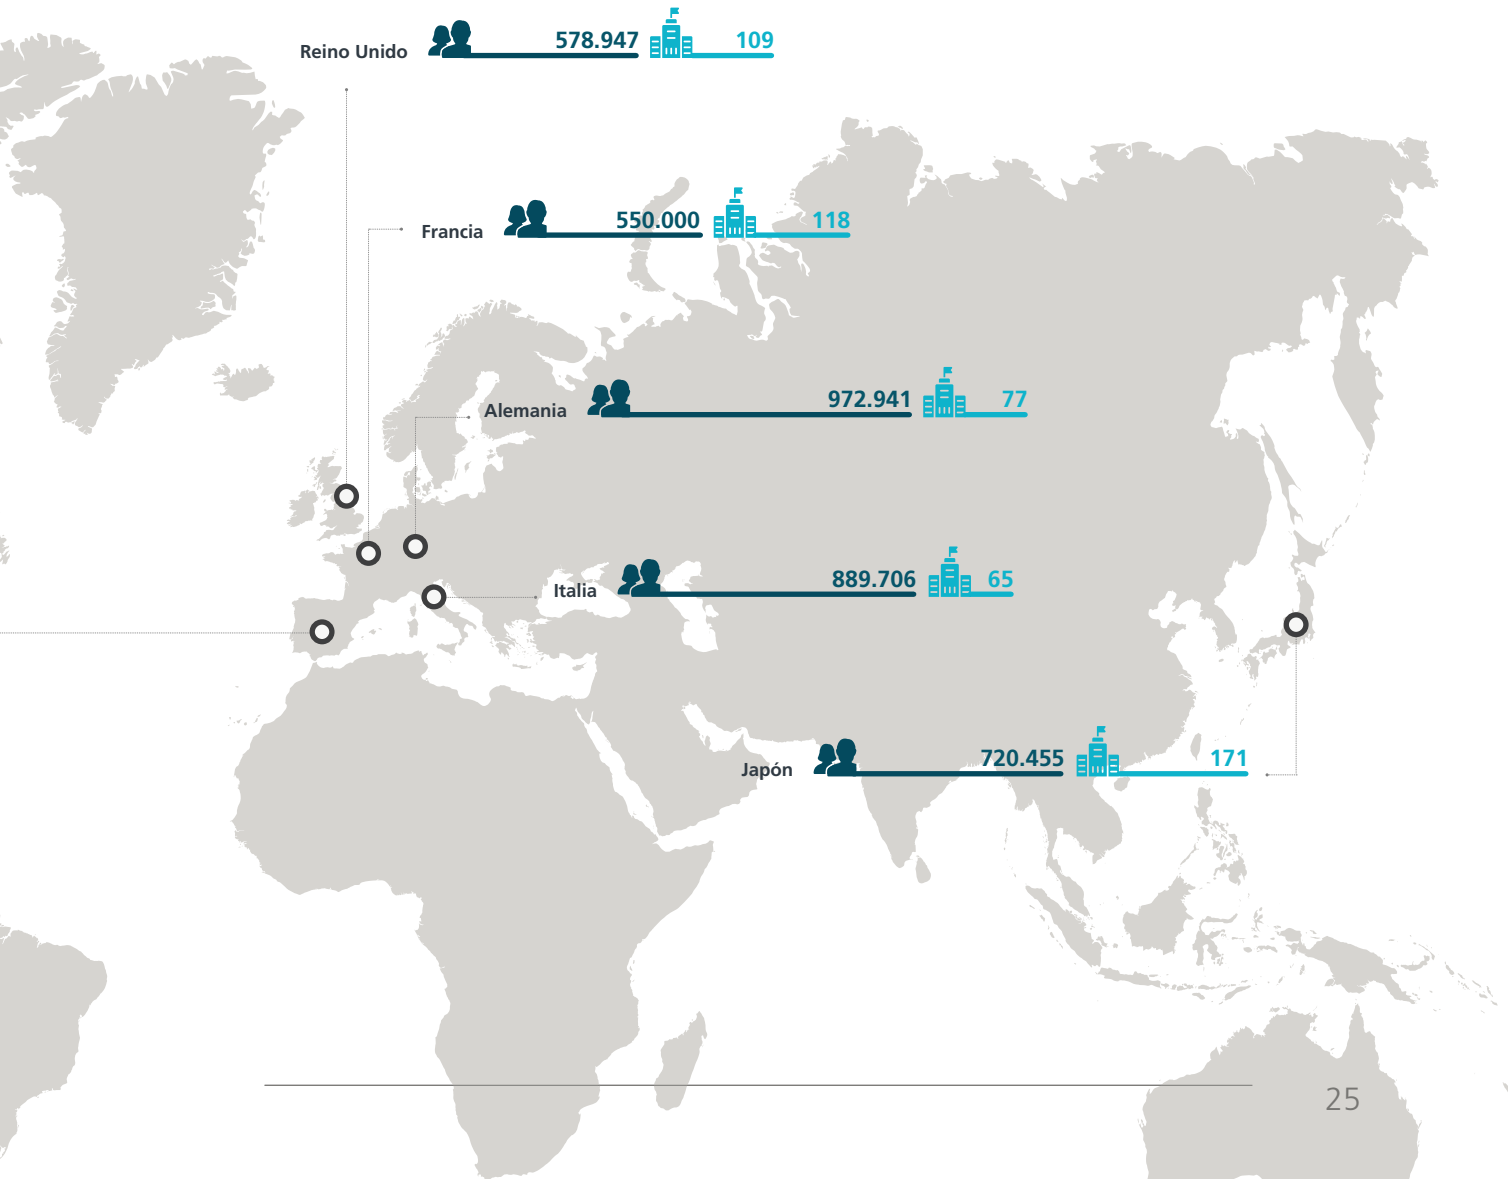 Reino Unido 578.947 109
Francia 550.000 118
Alemania 972.941 77
Italia 889.706 65
Japón 720.455 171
25